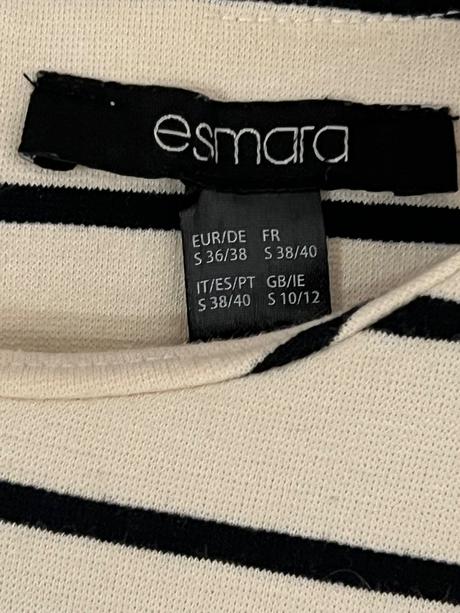 esmara
EUR/DE FR
S 36/38 S 38/40
IT/ES/PT GB/IE
S 38/40 S 10/12